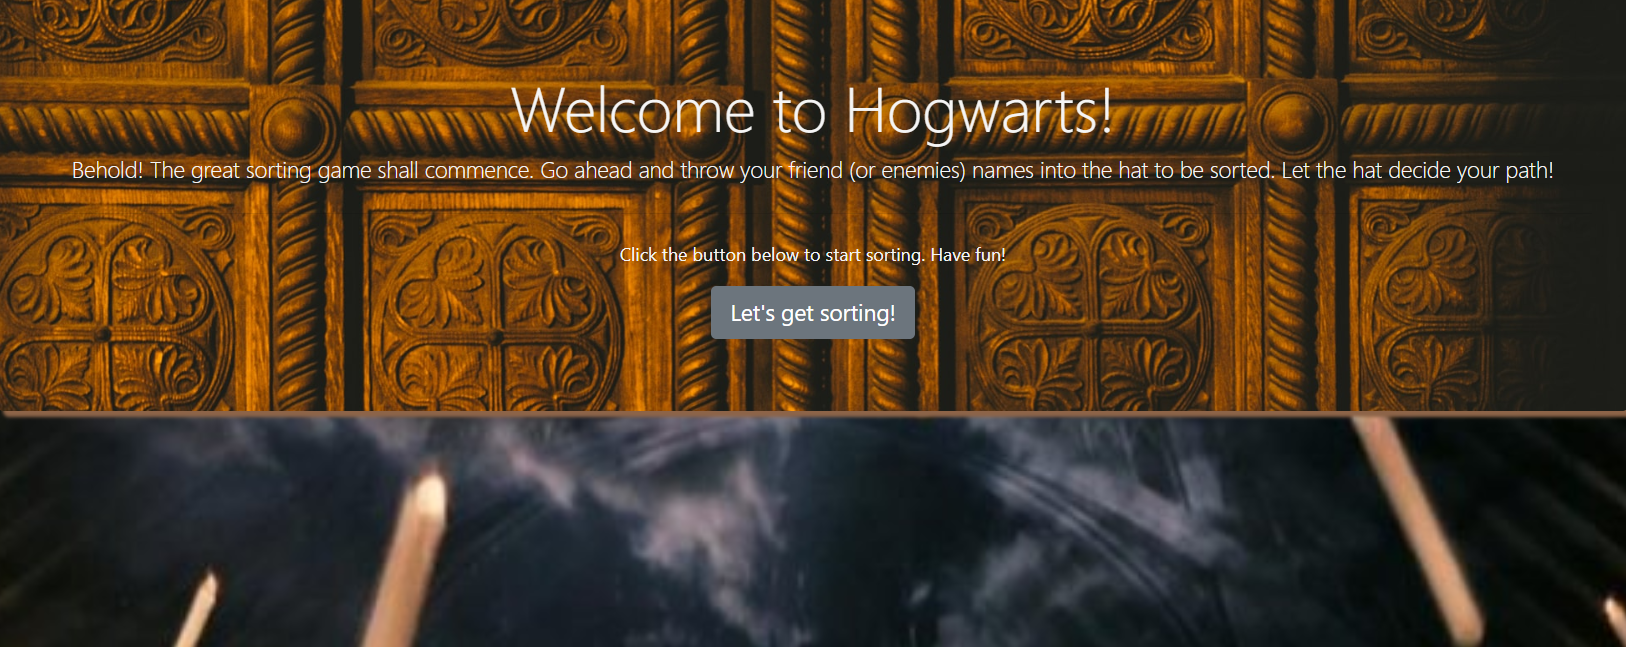 Welcome to Hogwarts!
Behold! The great sorting game shall commence. Go ahead and throw your friend (or enemies) names into the hat to be sorted. Let the hat decide your path!
Click the button below to start sorting. Have fun!
Let's get sorting!